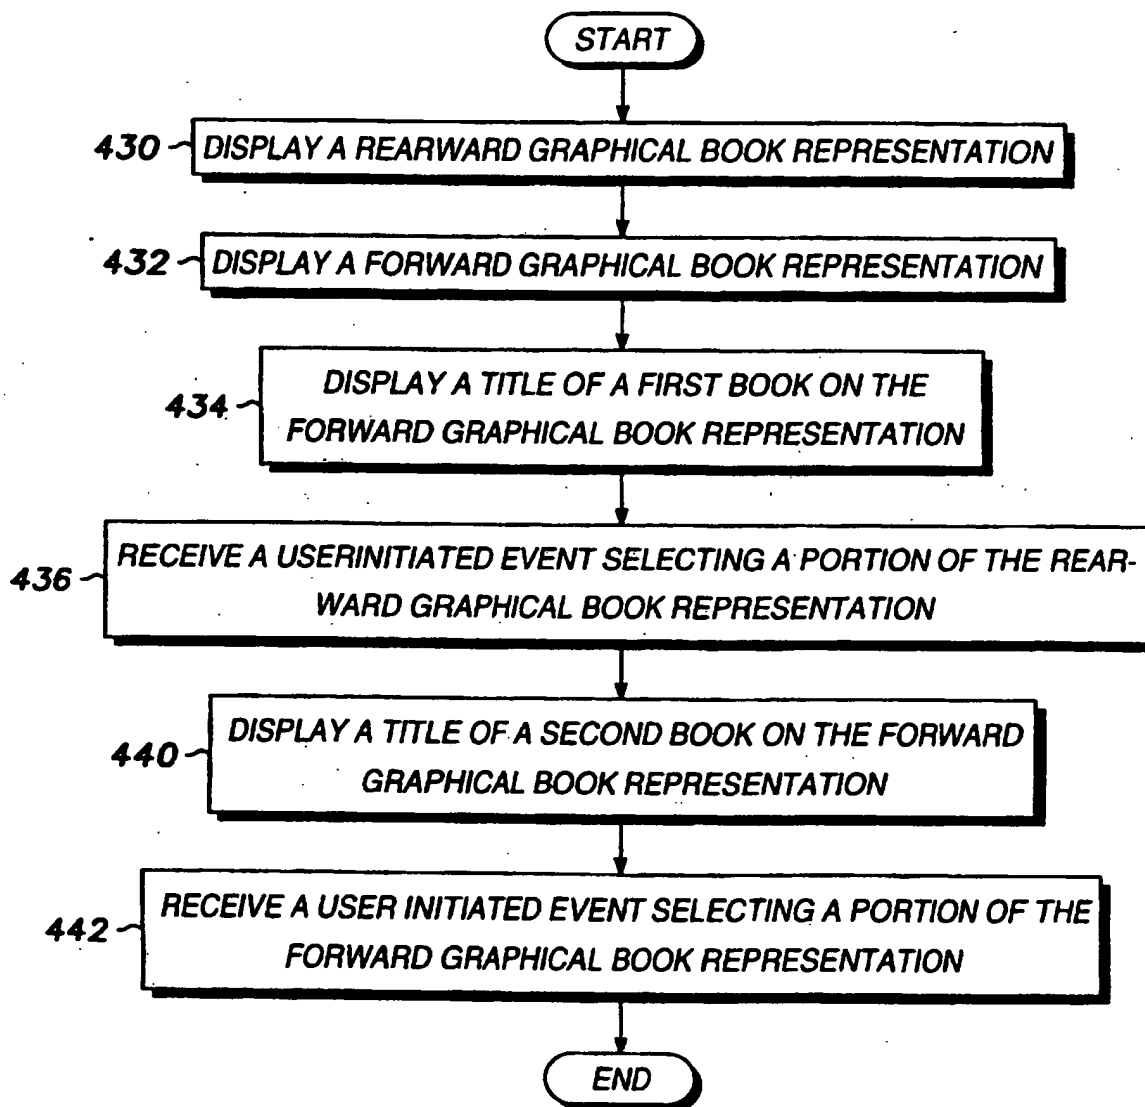 START
430 DISPLAY A REARWARD GRAPHICAL BOOK REPRESENTATION
432 DISPLAY A FORWARD GRAPHICAL BOOK REPRESENTATION
DISPLAY A TITLE OF A FIRST BOOK ON THE
434
FORWARD GRAPHICAL BOOK REPRESENTATION
RECEIVE A USERINITIATED EVENT SELECTING A PORTION OF THE REAR-
436
WARD GRAPHICAL BOOK REPRESENTATION
DISPLAY A TITLE OF A SECOND BOOK ON THE FORWARD
440
GRAPHICAL BOOK REPRESENTATION
RECEIVE A USER INITIATED EVENT SELECTING A PORTION OF THE
442
FORWARD GRAPHICAL BOOK REPRESENTATION
END